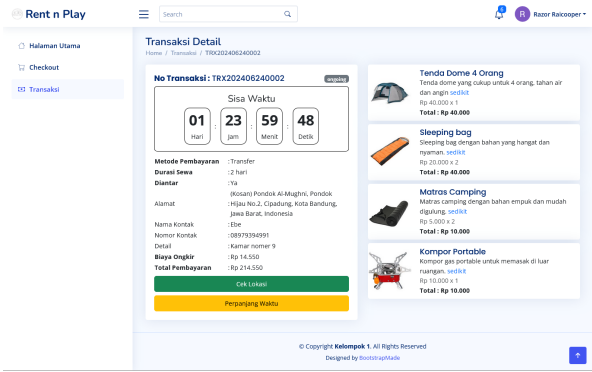 Rent n Play
Search
6
R
Razor Raicooper
Halaman Utama
Checkout
Transaksi
Transaksi Detail
Home / Transaksi / TRX202406240002
No Transaksi : TRX202406240002
ongoing
Sisa Waktu
01 : 23 : 59 : 48
Hari Jam Menit Detik
Metode Pembayaran : Transfer
Durasi Sewa : 2 hari
Diantar : Ya
(Kosan) Pondok Al-Mughni, Pondok
Alamat : Hijau No.2, Cipadung, Kota Bandung,
Jawa Barat, Indonesia
Nama Kontak : Ebe
Nomor Kontak : 08979394991
Detail : Kamar nomer 9
Biaya Ongkir : Rp 14.550
Total Pembayaran : Rp 214.550
Cek Lokasi
Perpanjang Waktu
Tenda Dome 4 Orang
Tenda dome yang cukup untuk 4 orang, tahan air
dan angin sedikit
Rp 40.000 x 1
Total : Rp 40.000
Sleeping bag
Sleeping bag dengan bahan yang hangat dan
nyaman. sedikit
Rp 20.000 x 2
Total : Rp 40.000
Matras Camping
Matras camping dengan bahan empuk dan mudah
digulung. sedikit
Rp 5.000 x 2
Total : Rp 10.000
Kompor Portable
Kompor gas portable untuk memasak di luar
ruangan. sedikit
Rp 10.000 x 1
Total : Rp 10.000
© Copyright Kelompok 1. All Rights Reserved
Designed by BootstrapMade